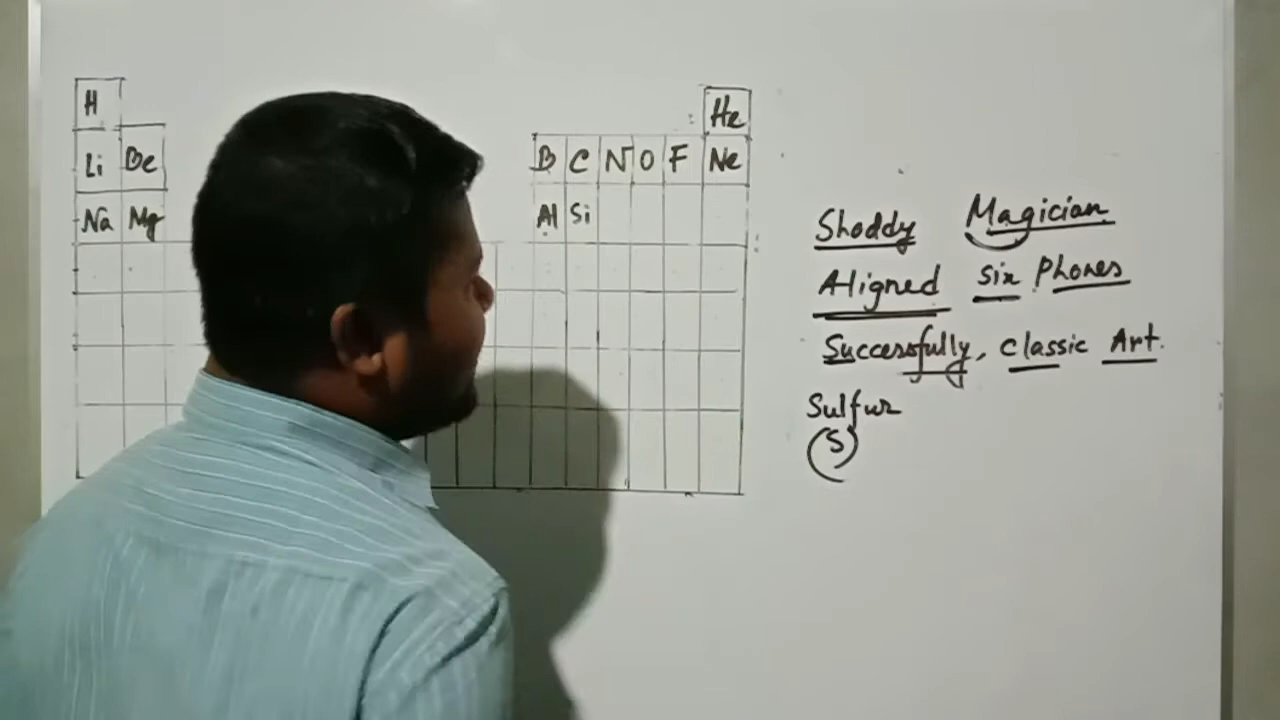 H He
Li Be B C N O F Ne
Na Mg Al Si
Shoddy Magician
Aligned six Phones
Successfully, classic Art.
Sulfur
S